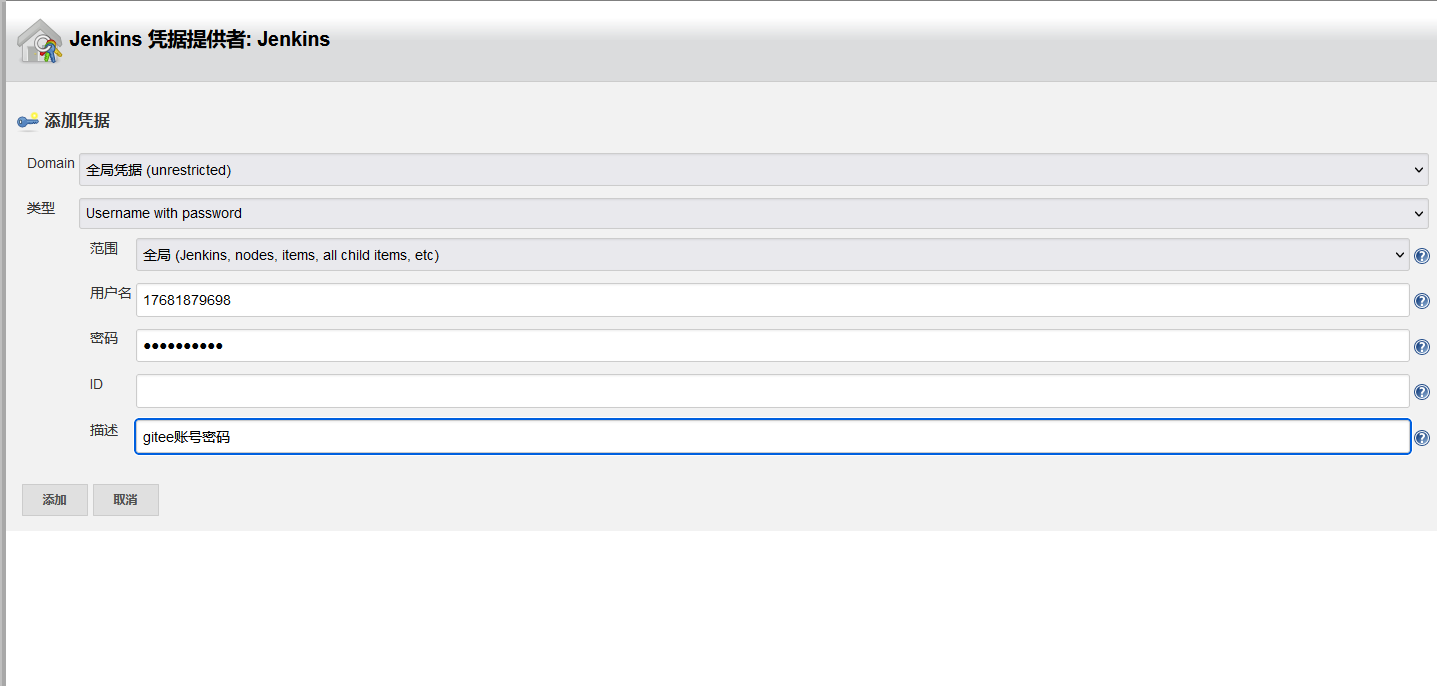 Jenkins 凭据提供者: Jenkins
添加凭据
Domain 全局凭据 (unrestricted)
类型 Username with password
范围 全局 (Jenkins, nodes, items, all child items, etc)
用户名 17681879698
密码 ••••••••••
ID
描述 gitee账号密码
添加 取消